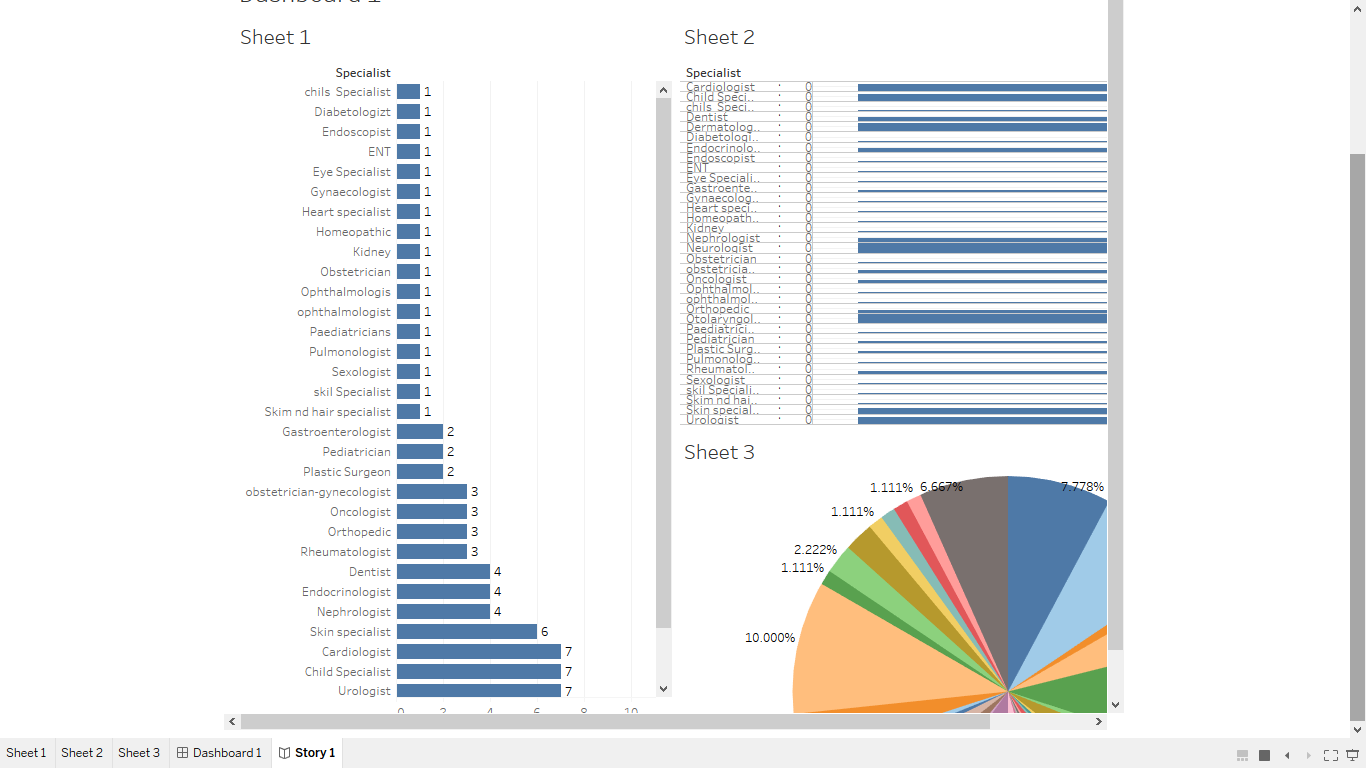 Dashboard 1
Sheet 1
Specialist
chils Specialist 1
Diabetologizt 1
Endoscopist 1
ENT 1
Eye Specialist 1
Gynaecologist 1
Heart specialist 1
Homeopathic 1
Kidney 1
Obstetrician 1
Ophthalmologis 1
ophthalmologist 1
Paediatricians 1
Pulmonologist 1
Sexologist 1
skil Specialist 1
Skim nd hair specialist 1
Gastroenterologist 2
Pediatrician 2
Plastic Surgeon 2
obstetrician-gynecologist 3
Oncologist 3
Orthopedic 3
Rheumatologist 3
Dentist 4
Endocrinologist 4
Nephrologist 4
Skin specialist 6
Cardiologist 7
Child Specialist 7
Urologist 7
0 2 4 6 8 10
Sheet 2
Specialist
Cardiologist 0
Child Speci.. 0
chils Speci.. 0
Dentist 0
Dermatolog.. 0
Diabetologi.. 0
Endocrinolo.. 0
Endoscopist 0
ENT 0
Eye Speciali.. 0
Gastroente.. 0
Gynaecolog.. 0
Heart speci.. 0
Homeopath.. 0
Kidney 0
Nephrologist 0
Neurologist 0
Obstetrician 0
obstetricia.. 0
Oncologist 0
Ophthalmol.. 0
ophthalmol.. 0
Orthopedic 0
Otolaryngol.. 0
Paediatrici.. 0
Pediatrician 0
Plastic Surg.. 0
Pulmonolog.. 0
Rheumatol.. 0
Sexologist 0
skil Speciali.. 0
Skim nd hai.. 0
Skin special.. 0
Urologist 0
Sheet 3
1.111% 6.667% 7.778%
1.111%
2.222%
1.111%
10.000%
Sheet 1 Sheet 2 Sheet 3 Dashboard 1 Story 1